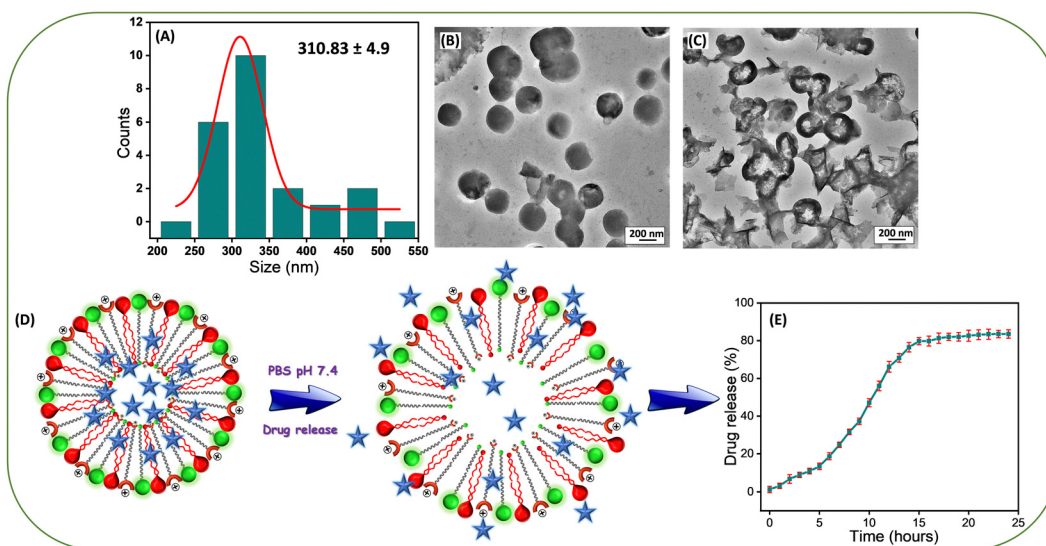 (A)
310.83 ± 4.9
12
10
8
6
4
2
0
Counts
200 250 300 350 400 450 500 550
Size (nm)
(B)
200 nm
(C)
200 nm
(D)
PBS pH 7.4
Drug release
(E)
100
80
60
40
20
0
Drug release (%)
0 5 10 15 20 25
Time (hours)